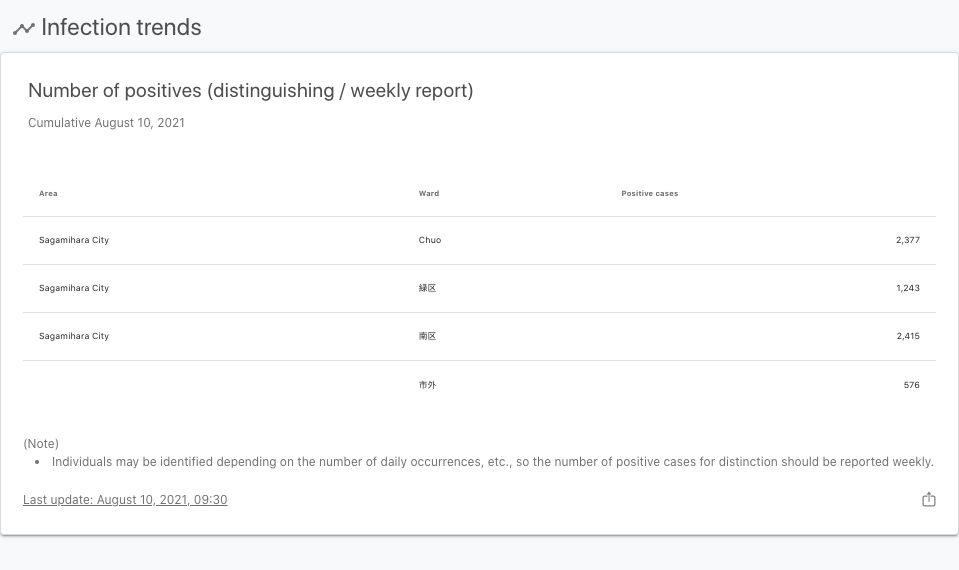 Infection trends
Number of positives (distinguishing / weekly report)
Cumulative August 10, 2021
Area Ward Positive cases
Sagamihara City Chuo 2,377
Sagamihara City 緑区 1,243
Sagamihara City 南区 2,415
市外 576
(Note)
• Individuals may be identified depending on the number of daily occurrences, etc., so the number of positive cases for distinction should be reported weekly.
Last update: August 10, 2021, 09:30